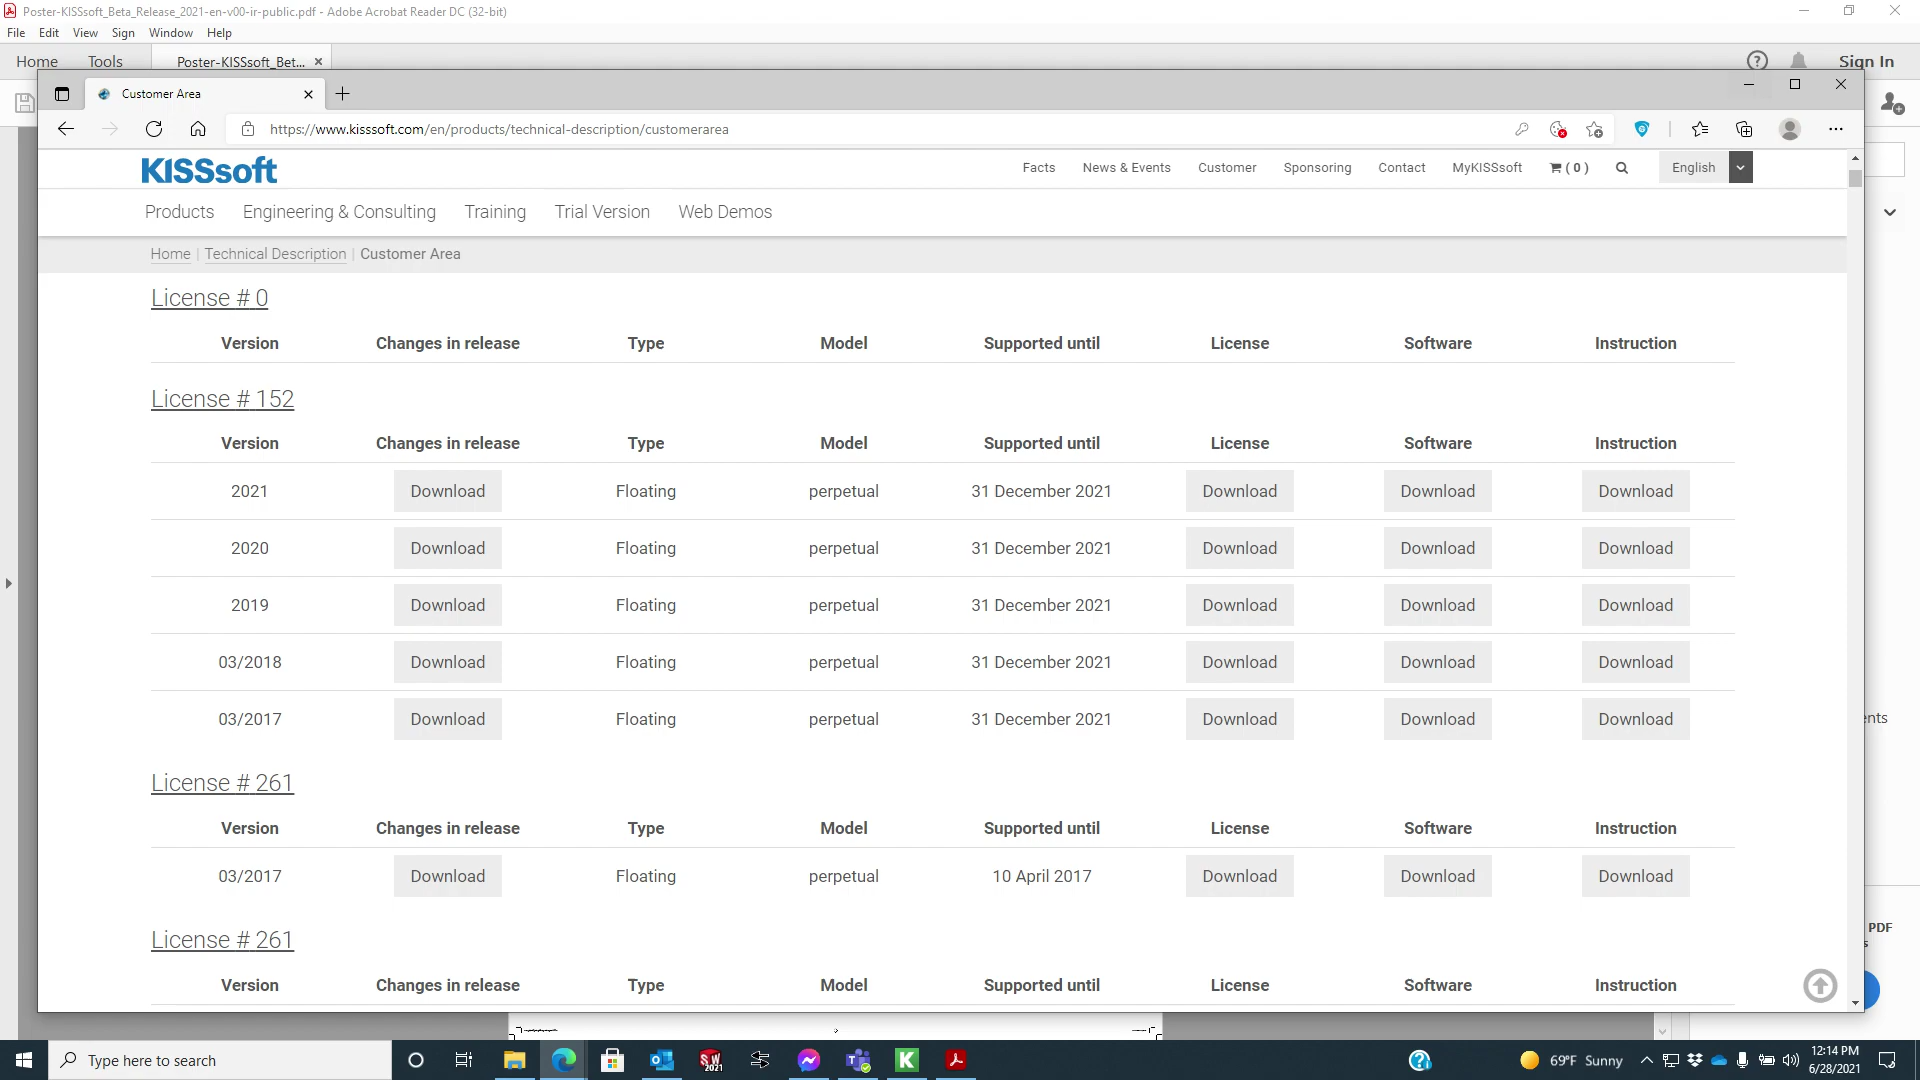 Poster-KISSsoft_Beta_Release_2021-en-v00-ir-public.pdf - Adobe Acrobat Reader DC (32-bit)
File Edit View Sign Window Help
Home Tools Poster-KISSsoft_Bet... Sign In
Customer Area
https://www.kisssoft.com/en/products/technical-description/customerarea
KISSsoft Facts News & Events Customer Sponsoring Contact MyKISSsoft ( 0 ) English
Products Engineering & Consulting Training Trial Version Web Demos
Home | Technical Description | Customer Area
License # 0
Version Changes in release Type Model Supported until License Software Instruction
License # 152
Version Changes in release Type Model Supported until License Software Instruction
2021 Download Floating perpetual 31 December 2021 Download Download Download
2020 Download Floating perpetual 31 December 2021 Download Download Download
2019 Download Floating perpetual 31 December 2021 Download Download Download
03/2018 Download Floating perpetual 31 December 2021 Download Download Download
03/2017 Download Floating perpetual 31 December 2021 Download Download Download
ents
License # 261
Version Changes in release Type Model Supported until License Software Instruction
03/2017 Download Floating perpetual 10 April 2017 Download Download Download
PDF
s
License # 261
Version Changes in release Type Model Supported until License Software Instruction
Type here to search
SW 2021
K
69°F Sunny
12:14 PM
6/28/2021